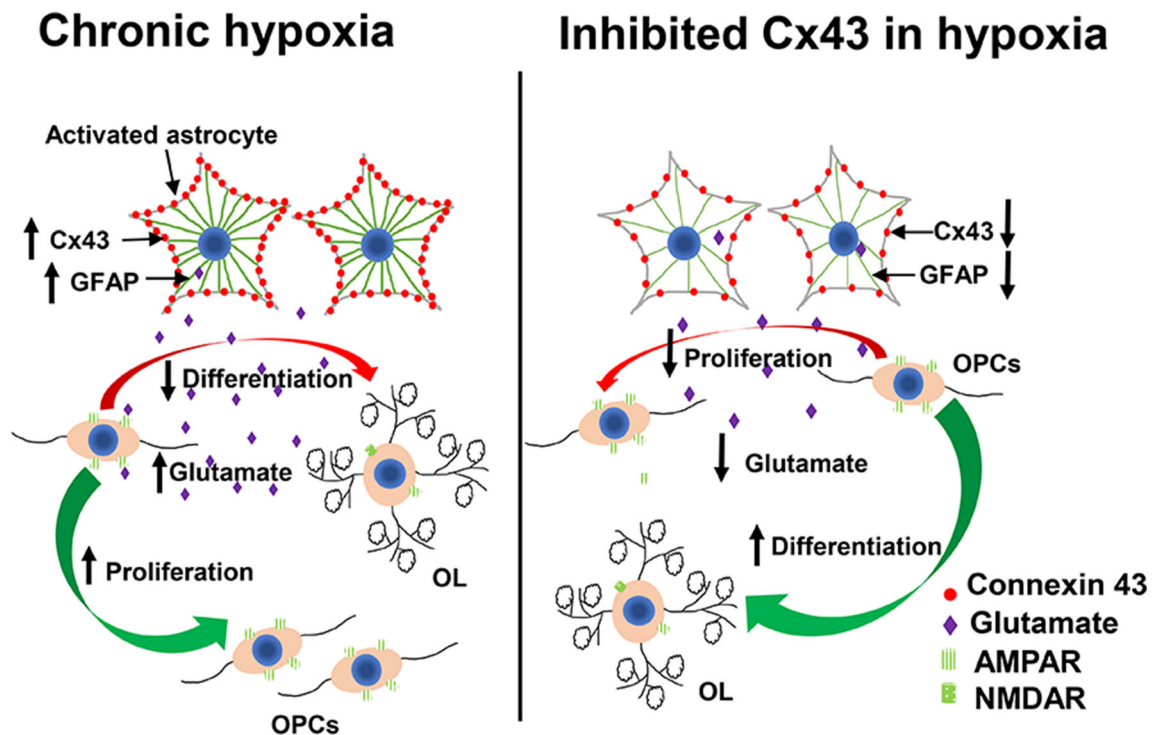 Chronic hypoxia
Activated astrocyte
Cx43
GFAP
Differentiation
Glutamate
Proliferation
OL
OPCs
Inhibited Cx43 in hypoxia
Cx43
GFAP
Proliferation
OPCs
Glutamate
Differentiation
OL
Connexin 43
Glutamate
AMPAR
NMDAR